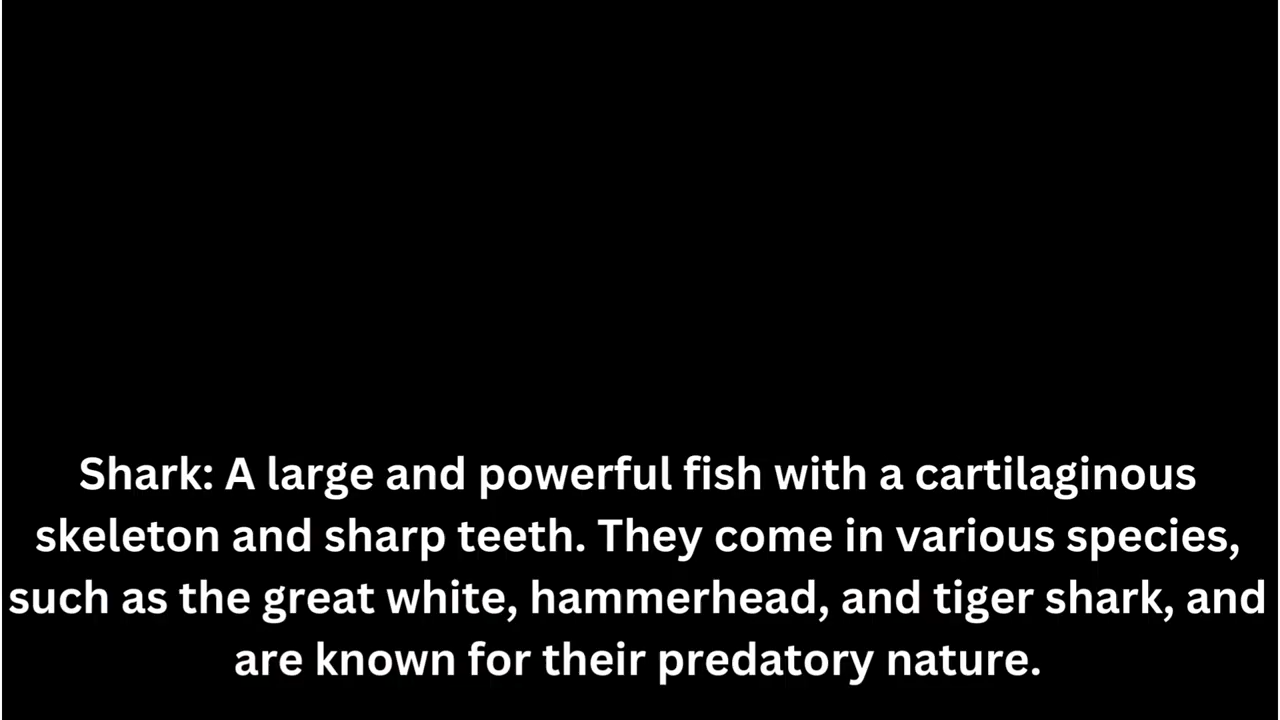 Shark: A large and powerful fish with a cartilaginous
skeleton and sharp teeth. They come in various species,
such as the great white, hammerhead, and tiger shark, and
are known for their predatory nature.